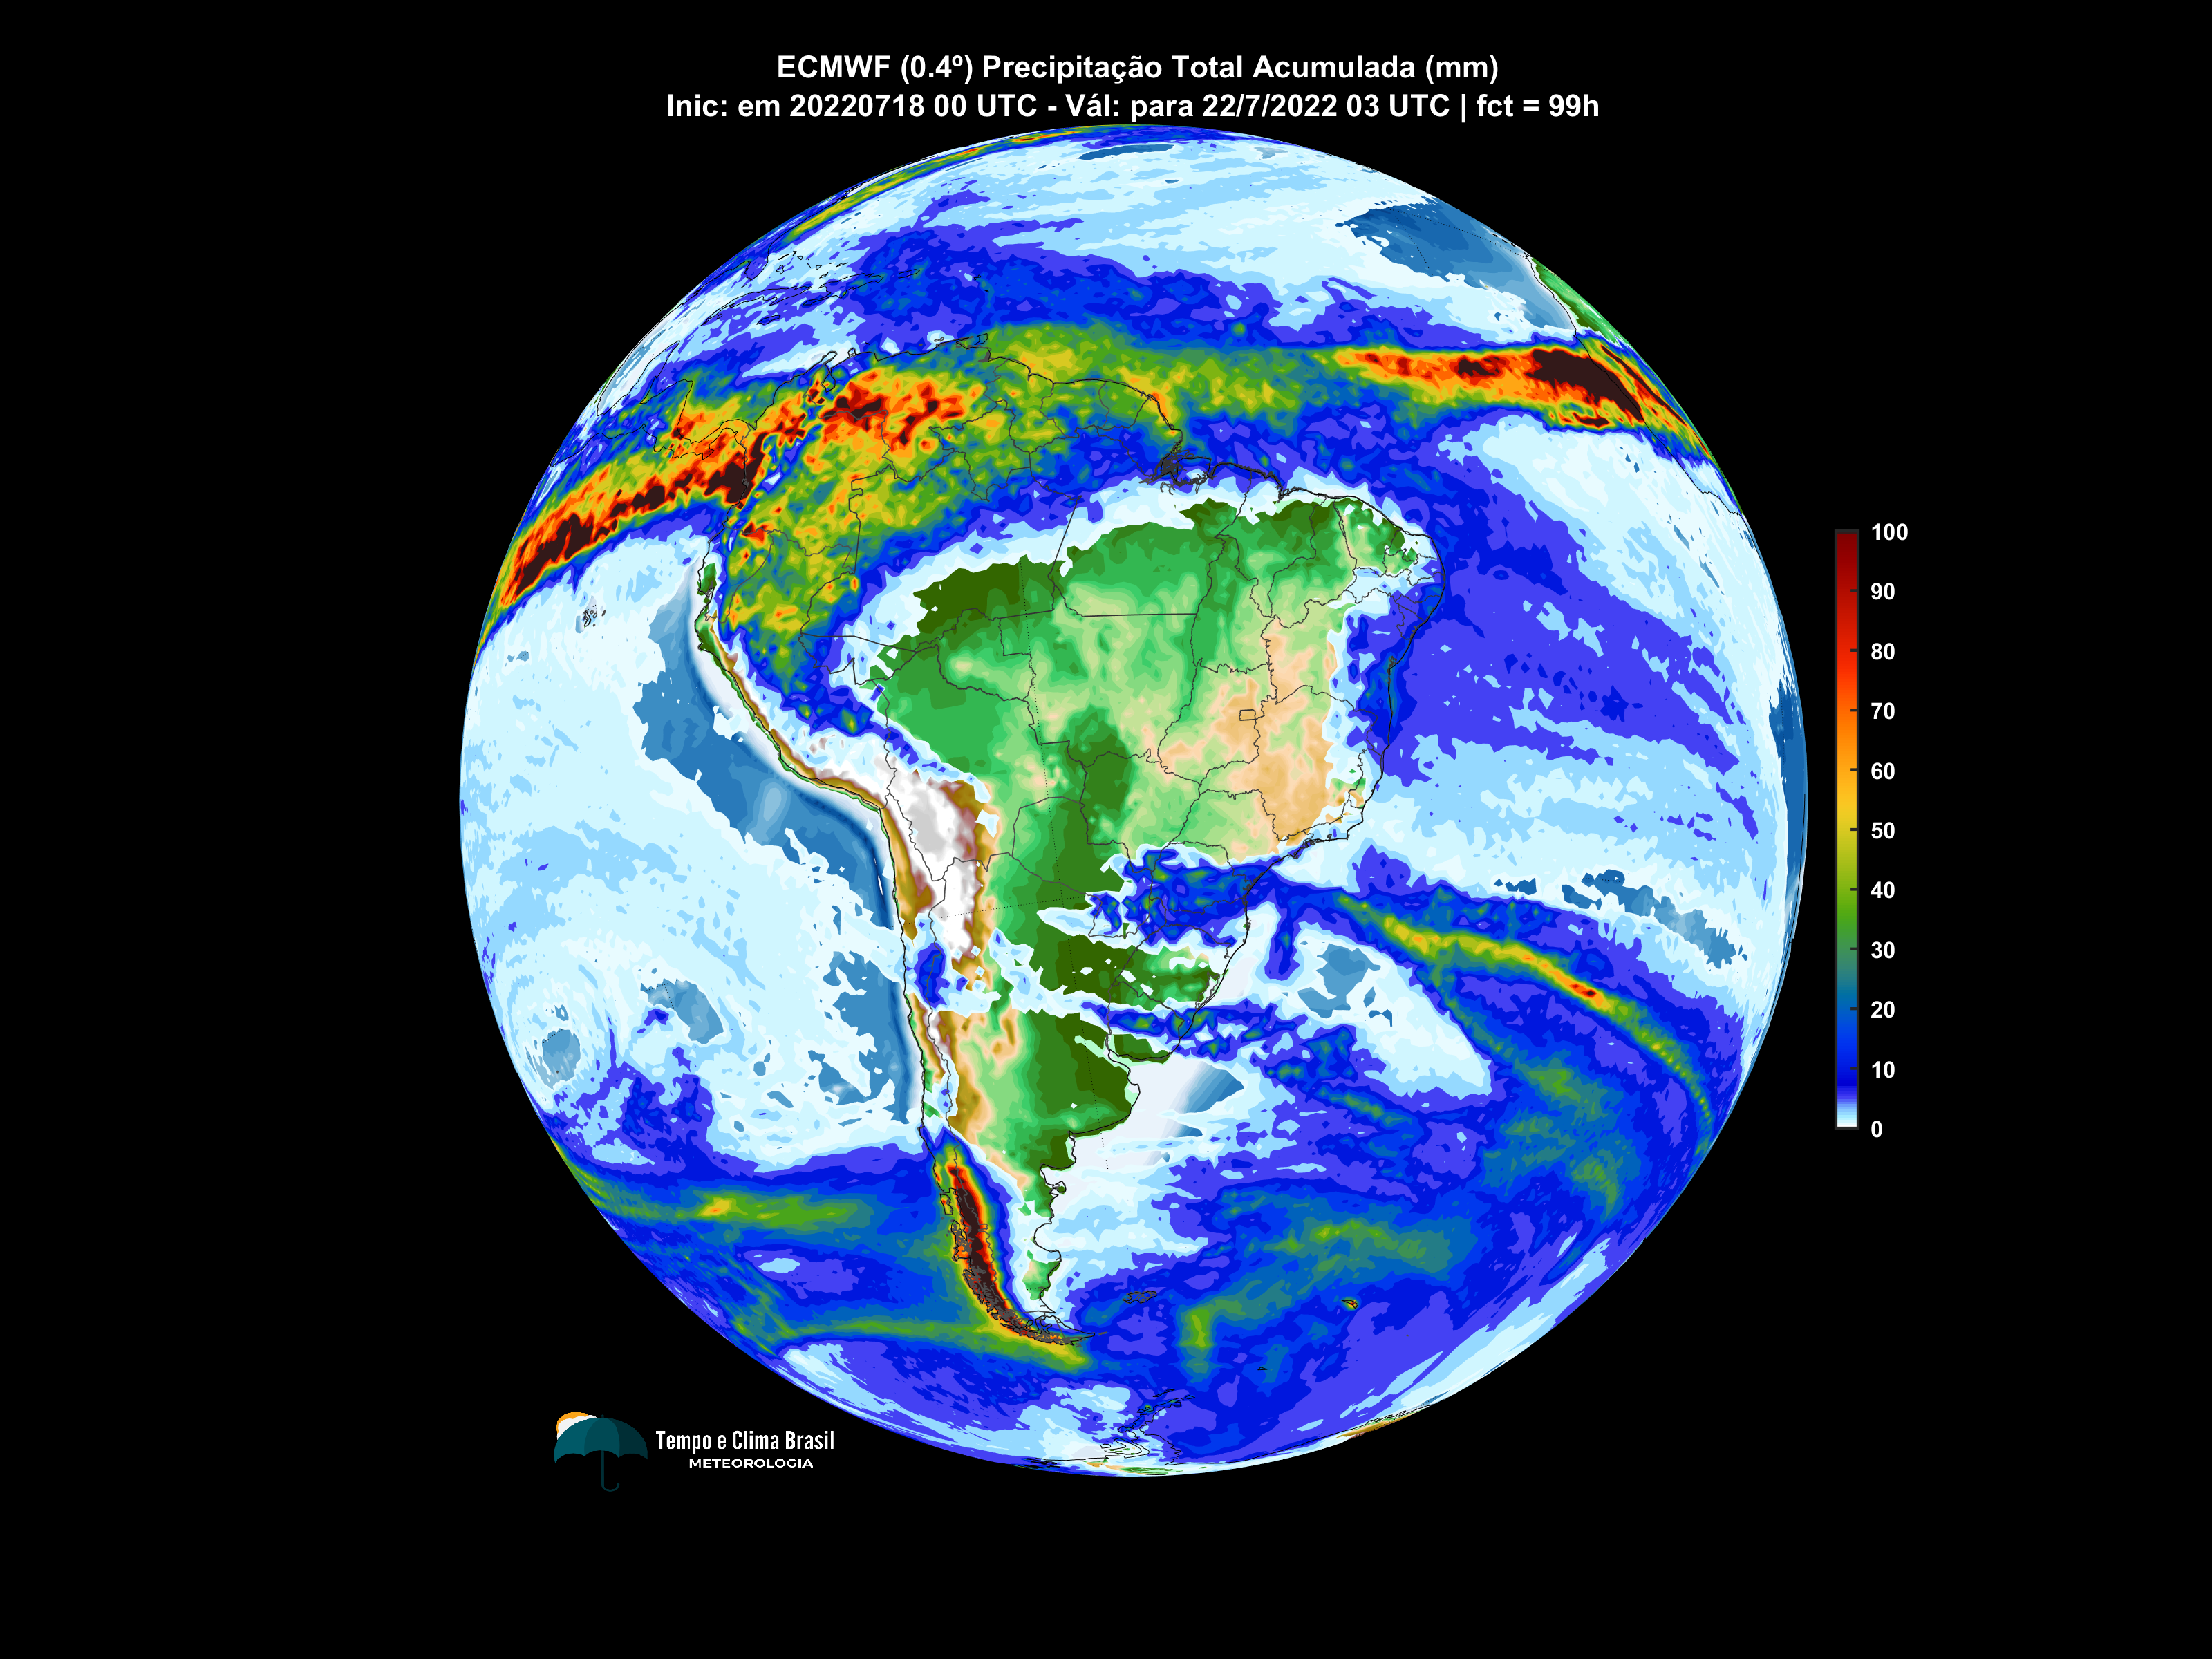 ECMWF (0.4º) Precipitação Total Acumulada (mm)
Inic: em 20220718 00 UTC - Vál: para 22/7/2022 03 UTC | fct = 99h
100
90
80
70
60
50
40
30
20
10
0
Tempo e Clima Brasil
METEOROLOGIA